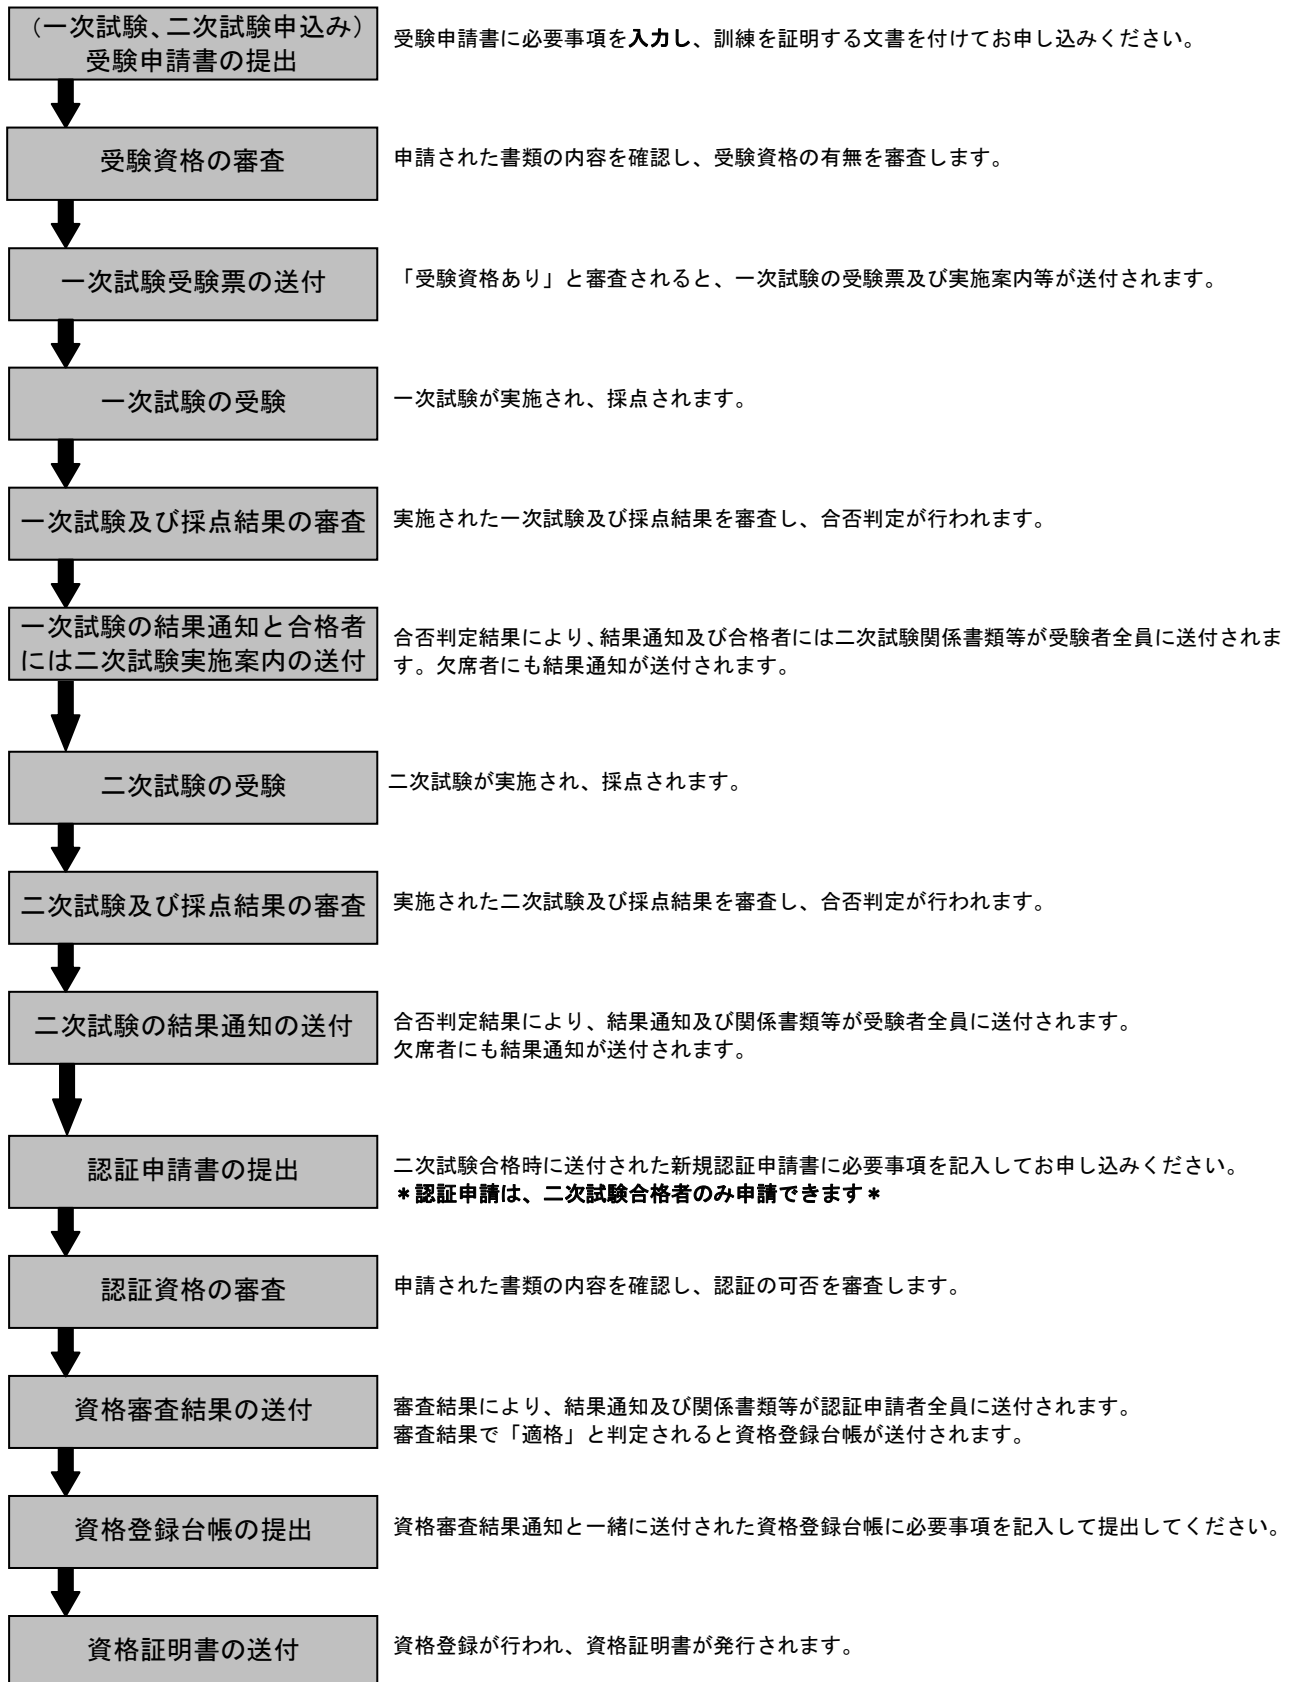 （一次試験、二次試験申込み）
受験申請書の提出
受験申請書に必要事項を入力し、訓練を証明する文書を付けてお申し込みください。
受験資格の審査
申請された書類の内容を確認し、受験資格の有無を審査します。
一次試験受験票の送付
「受験資格あり」と審査されると、一次試験の受験票及び実施案内等が送付されます。
一次試験の受験
一次試験が実施され、採点されます。
一次試験及び採点結果の審査
実施された一次試験及び採点結果を審査し、合否判定が行われます。
一次試験の結果通知と合格者
には二次試験実施案内の送付
合否判定結果により、結果通知及び合格者には二次試験関係書類等が受験者全員に送付されま
す。欠席者にも結果通知が送付されます。
二次試験の受験
二次試験が実施され、採点されます。
二次試験及び採点結果の審査
実施された二次試験及び採点結果を審査し、合否判定が行われます。
二次試験の結果通知の送付
合否判定結果により、結果通知及び関係書類等が受験者全員に送付されます。
欠席者にも結果通知が送付されます。
認証申請書の提出
二次試験合格時に送付された新規認証申請書に必要事項を記入してお申し込みください。
＊認証申請は、二次試験合格者のみ申請できます＊
認証資格の審査
申請された書類の内容を確認し、認証の可否を審査します。
資格審査結果の送付
審査結果により、結果通知及び関係書類等が認証申請者全員に送付されます。
審査結果で「適格」と判定されると資格登録台帳が送付されます。
資格登録台帳の提出
資格審査結果通知と一緒に送付された資格登録台帳に必要事項を記入して提出してください。
資格証明書の送付
資格登録が行われ、資格証明書が発行されます。